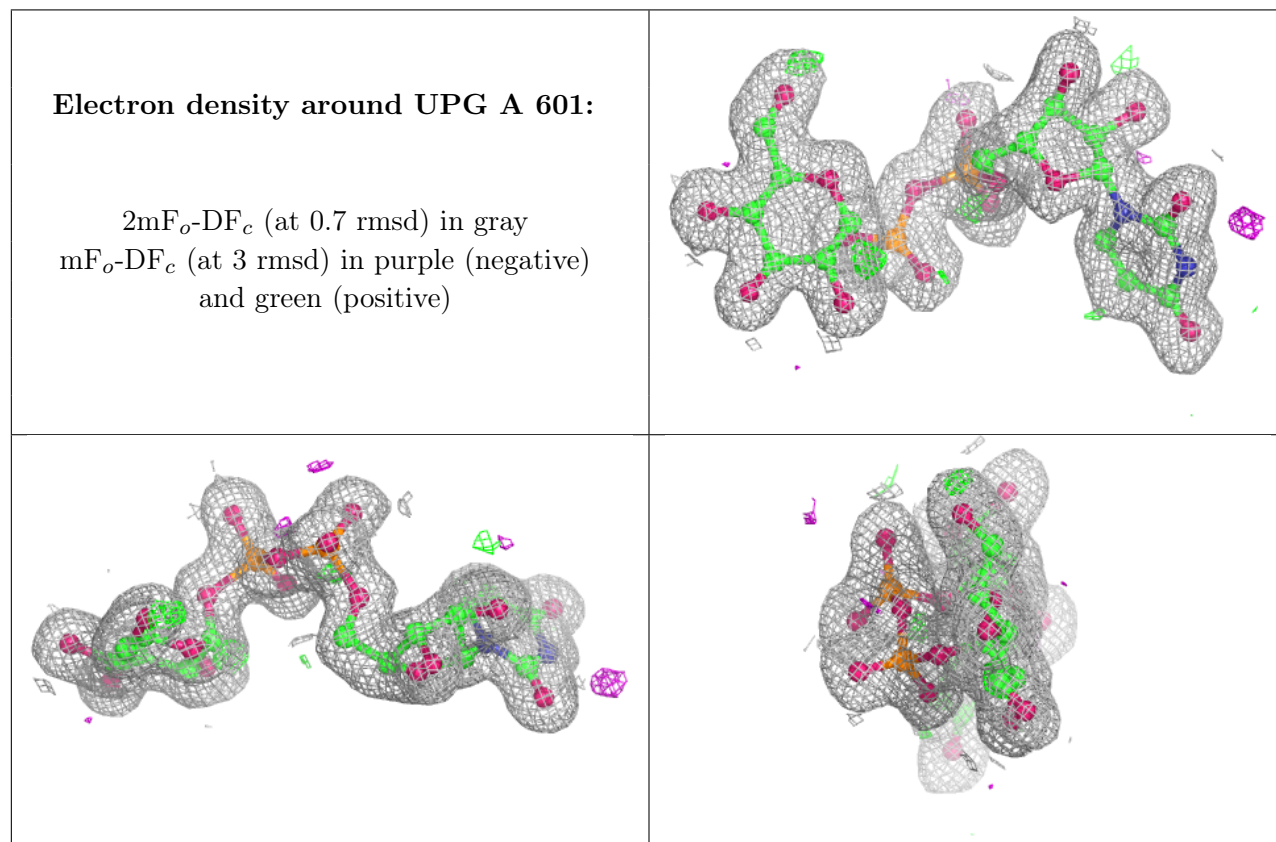 Electron density around UPG A 601:
2mFo-DFc (at 0.7 rmsd) in gray
mFo-DFc (at 3 rmsd) in purple (negative)
and green (positive)